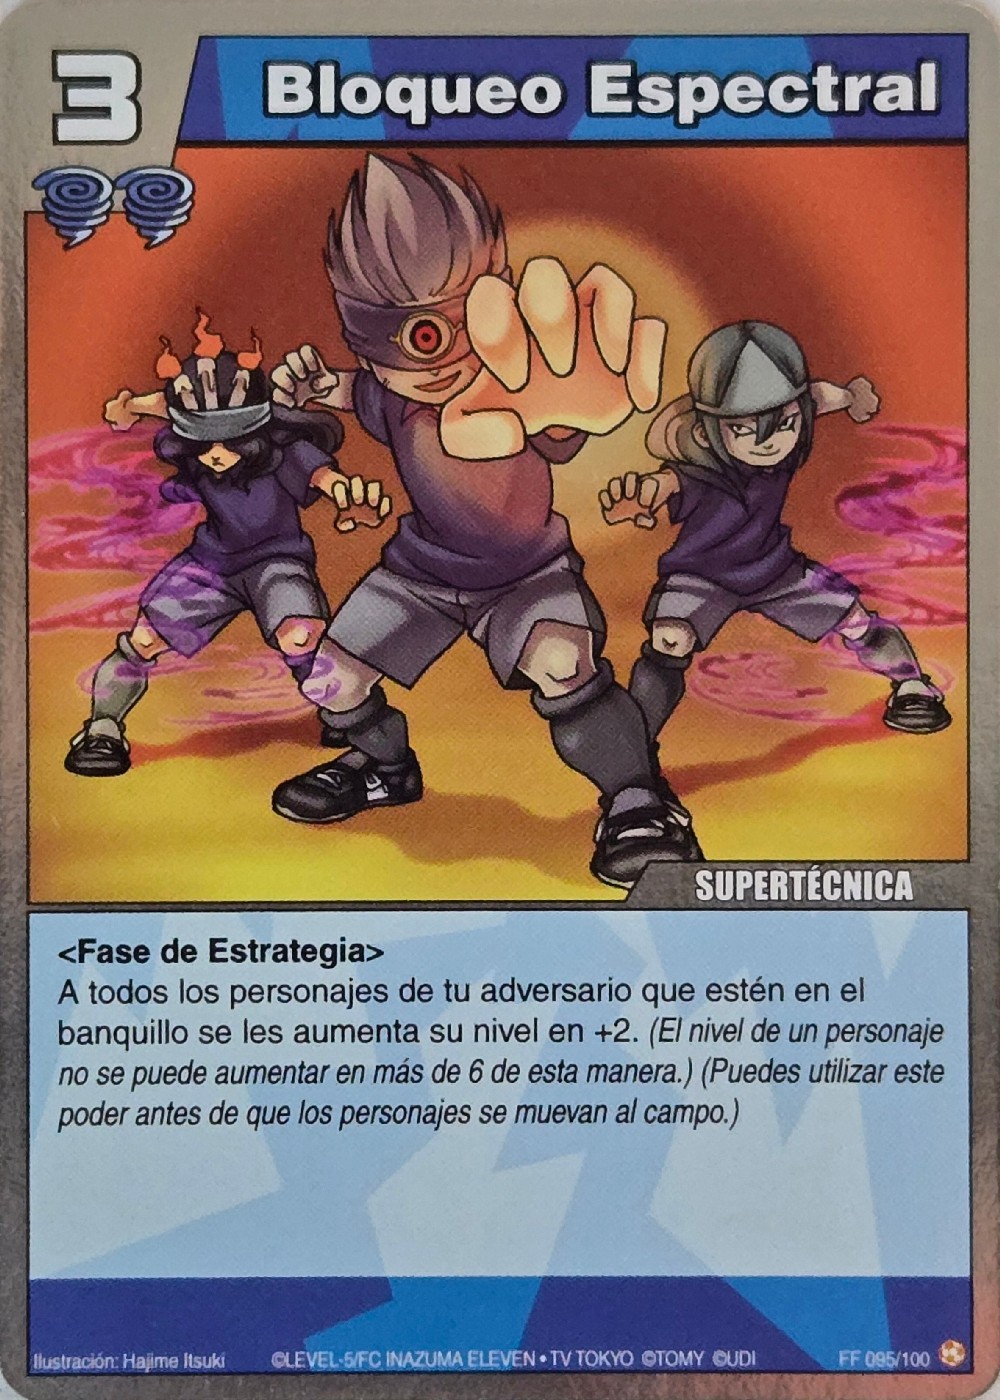 3
Bloqueo Espectral
SUPERTÉCNICA
<Fase de Estrategia>
A todos los personajes de tu adversario que estén en el
banquillo se les aumenta su nivel en +2. (El nivel de un personaje
no se puede aumentar en más de 6 de esta manera.) (Puedes utilizar este
poder antes de que los personajes se muevan al campo.)
Ilustración: Hajime Itsuki ©LEVEL-5/FC INAZUMA ELEVEN • TV TOKYO ©TOMY ©UDI FF 095/100